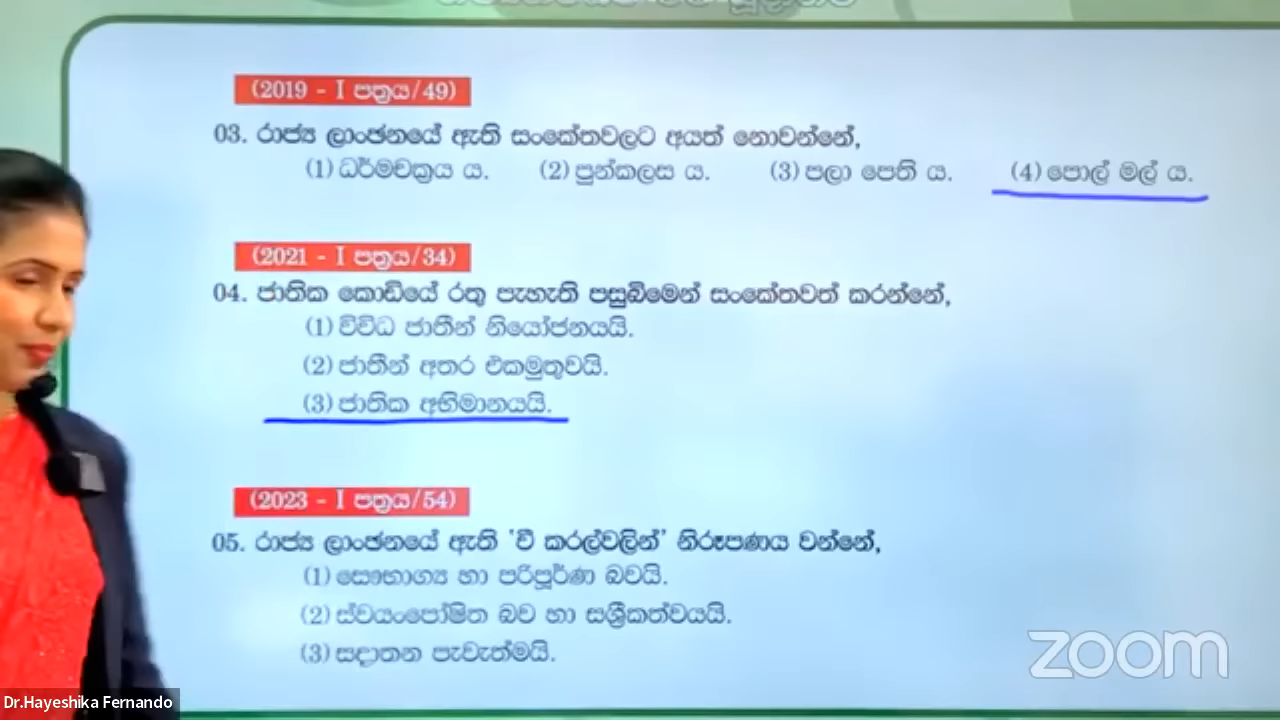 (2019 - I පත්‍රය/49)
03. රාජ්‍ය ලාංඡනයේ ඇති සංකේතවලට අයත් නොවන්නේ,
(1) ධර්මචක්‍රය ය. (2) පුන්කලස ය. (3) පලා පෙති ය. (4) පොල් මල් ය.
(2021 - I පත්‍රය/34)
04. ජාතික කොඩියේ රතු පැහැති පසුබිමෙන් සංකේතවත් කරන්නේ,
(1) විවිධ ජාතීන් නියෝජනයයි.
(2) ජාතීන් අතර එකමුතුවයි.
(3) ජාතික අභිමානයයි.
(2023 - I පත්‍රය/54)
05. රාජ්‍ය ලාංඡනයේ ඇති 'වී කරල්වලින්' නිරූපණය වන්නේ,
(1) සෞභාග්‍ය හා පරිපූර්ණ බවයි.
(2) ස්වයංපෝෂිත බව හා සශ්‍රීකත්වයයි.
(3) සදාතන පැවැත්මයි.
zoom
Dr.Hayeshika Fernando